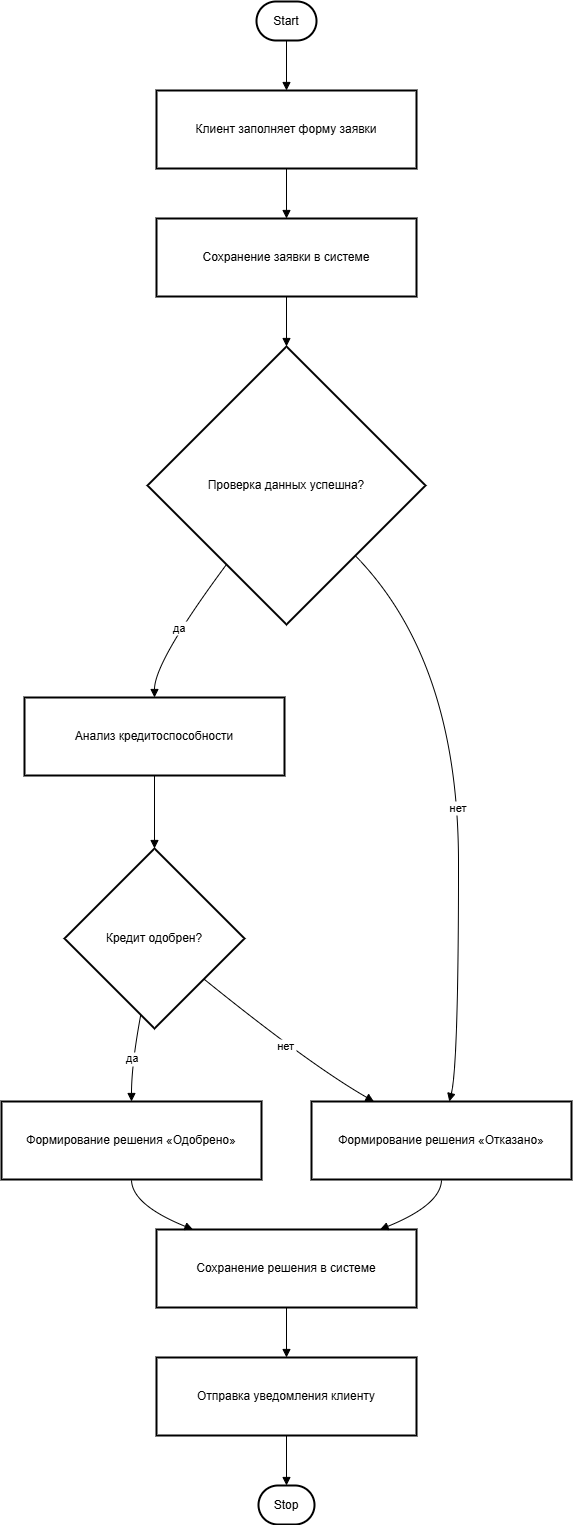 Start
Клиент заполняет форму заявки
Сохранение заявки в системе
Проверка данных успешна?
да
Анализ кредитоспособности
нет
Кредит одобрен?
нет
да
Формирование решения «Одобрено»
Формирование решения «Отказано»
Сохранение решения в системе
Отправка уведомления клиенту
Stop